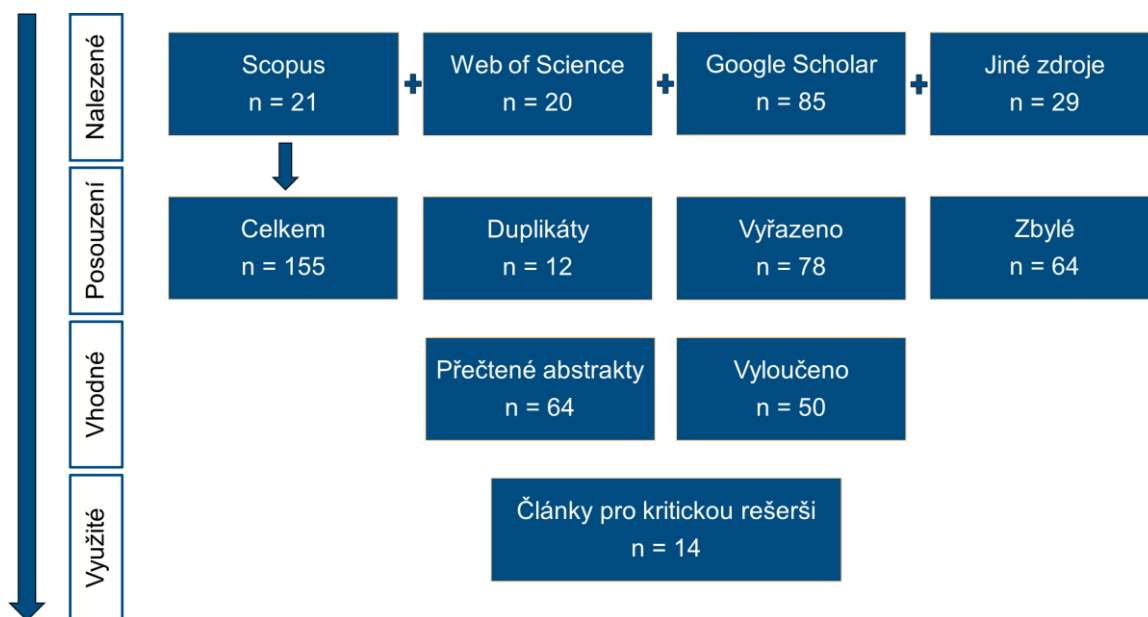 Nalezené
Scopus
n = 21
Web of Science
n = 20
Google Scholar
n = 85
Jiné zdroje
n = 29
Posouzení
Celkem
n = 155
Duplikáty
n = 12
Vyřazeno
n = 78
Zbylé
n = 64
Vhodné
Přečtené abstrakty
n = 64
Vyloučeno
n = 50
Využité
Články pro kritickou rešerši
n = 14